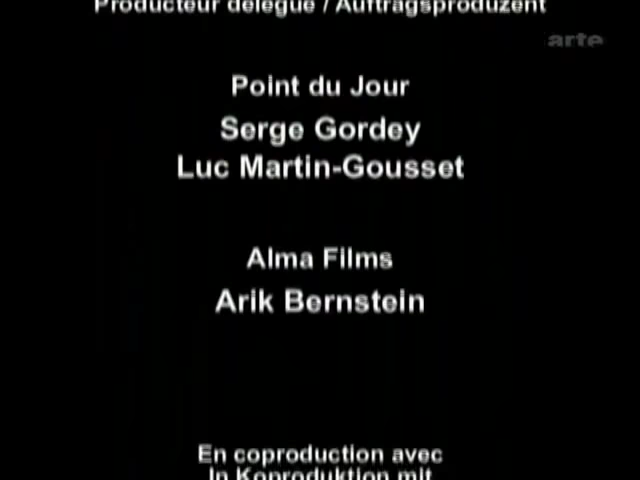 Producteur délégué / Auftragsproduzent
arte
Point du Jour
Serge Gordey
Luc Martin-Gousset
Alma Films
Arik Bernstein
En coproduction avec
In Koproduktion mit